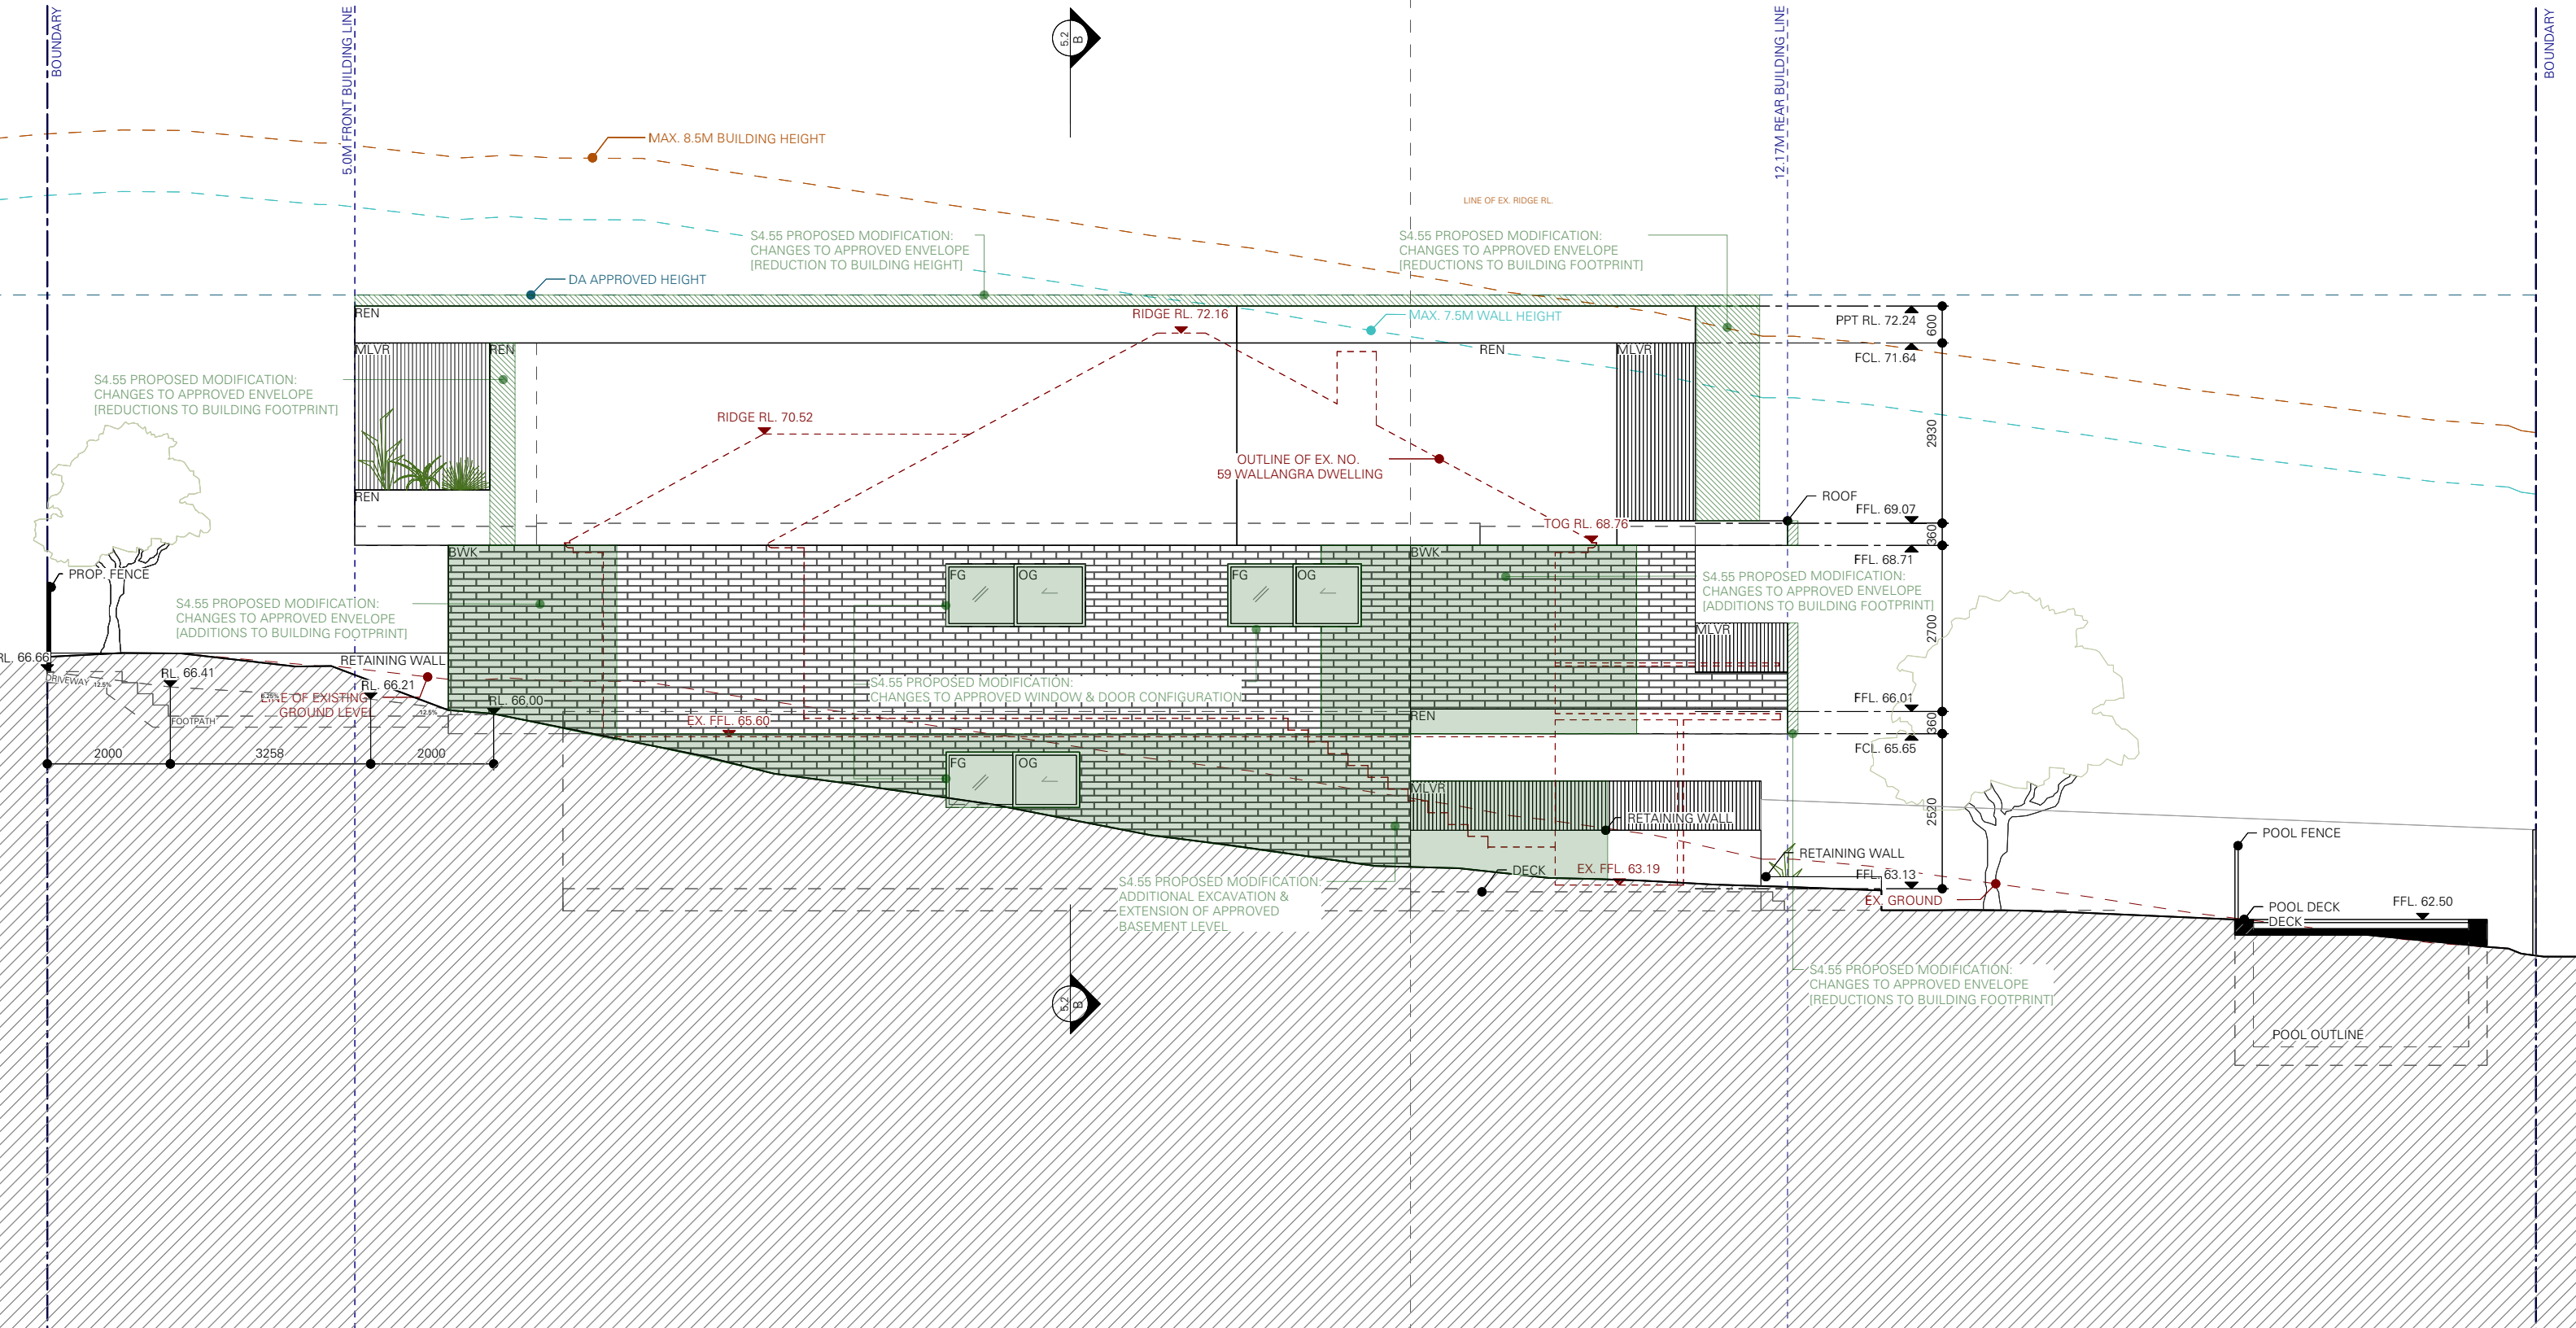 BOUNDARY
5.0M FRONT BUILDING LINE
5.2
B
12.17M REAR BUILDING LINE
BOUNDARY
MAX. 8.5M BUILDING HEIGHT
LINE OF EX. RIDGE RL.
S4.55 PROPOSED MODIFICATION:
CHANGES TO APPROVED ENVELOPE
[REDUCTION TO BUILDING HEIGHT]
S4.55 PROPOSED MODIFICATION:
CHANGES TO APPROVED ENVELOPE
[REDUCTIONS TO BUILDING FOOTPRINT]
DA APPROVED HEIGHT
REN
RIDGE RL. 72.16
MAX. 7.5M WALL HEIGHT
PPT RL. 72.24
600
MLVR
REN
REN
MLVR
FCL. 71.64
S4.55 PROPOSED MODIFICATION:
CHANGES TO APPROVED ENVELOPE
[REDUCTIONS TO BUILDING FOOTPRINT]
RIDGE RL. 70.52
2930
OUTLINE OF EX. NO.
59 WALLANGRA DWELLING
REN
ROOF
FFL. 69.07
TOG RL. 68.76
360
BWK
BWK
FFL. 68.71
PROP. FENCE
FG
OG
FG
OG
S4.55 PROPOSED MODIFICATION:
CHANGES TO APPROVED ENVELOPE
[ADDITIONS TO BUILDING FOOTPRINT]
S4.55 PROPOSED MODIFICATION:
CHANGES TO APPROVED ENVELOPE
[ADDITIONS TO BUILDING FOOTPRINT]
MLVR
2700
RL. 66.66
RETAINING WALL
RL. 66.41
DRIVEWAY
12.5%
RL. 66.21
S4.55 PROPOSED MODIFICATION:
CHANGES TO APPROVED WINDOW & DOOR CONFIGURATION
LINE OF EXISTING
GROUND LEVEL
RL. 66.00
12.5%
FOOTPATH
EX. FFL. 65.60
REN
FFL. 66.01
360
FCL. 65.65
2000
3258
2000
FG
OG
MLVR
2520
RETAINING WALL
POOL FENCE
RETAINING WALL
DECK
EX. FFL. 63.19
FFL. 63.13
S4.55 PROPOSED MODIFICATION:
ADDITIONAL EXCAVATION &
EXTENSION OF APPROVED
BASEMENT LEVEL
EX. GROUND
POOL DECK
DECK
FFL. 62.50
5.2
B
S4.55 PROPOSED MODIFICATION:
CHANGES TO APPROVED ENVELOPE
[REDUCTIONS TO BUILDING FOOTPRINT]
POOL OUTLINE